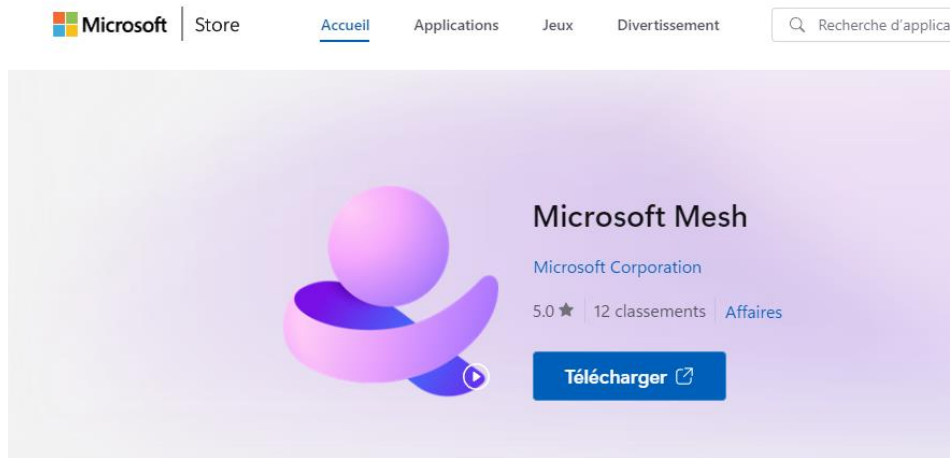 Microsoft Store Accueil Applications Jeux Divertissement Recherche d'applica
Microsoft Mesh
Microsoft Corporation
5.0 ★ 12 classements Affaires
Télécharger